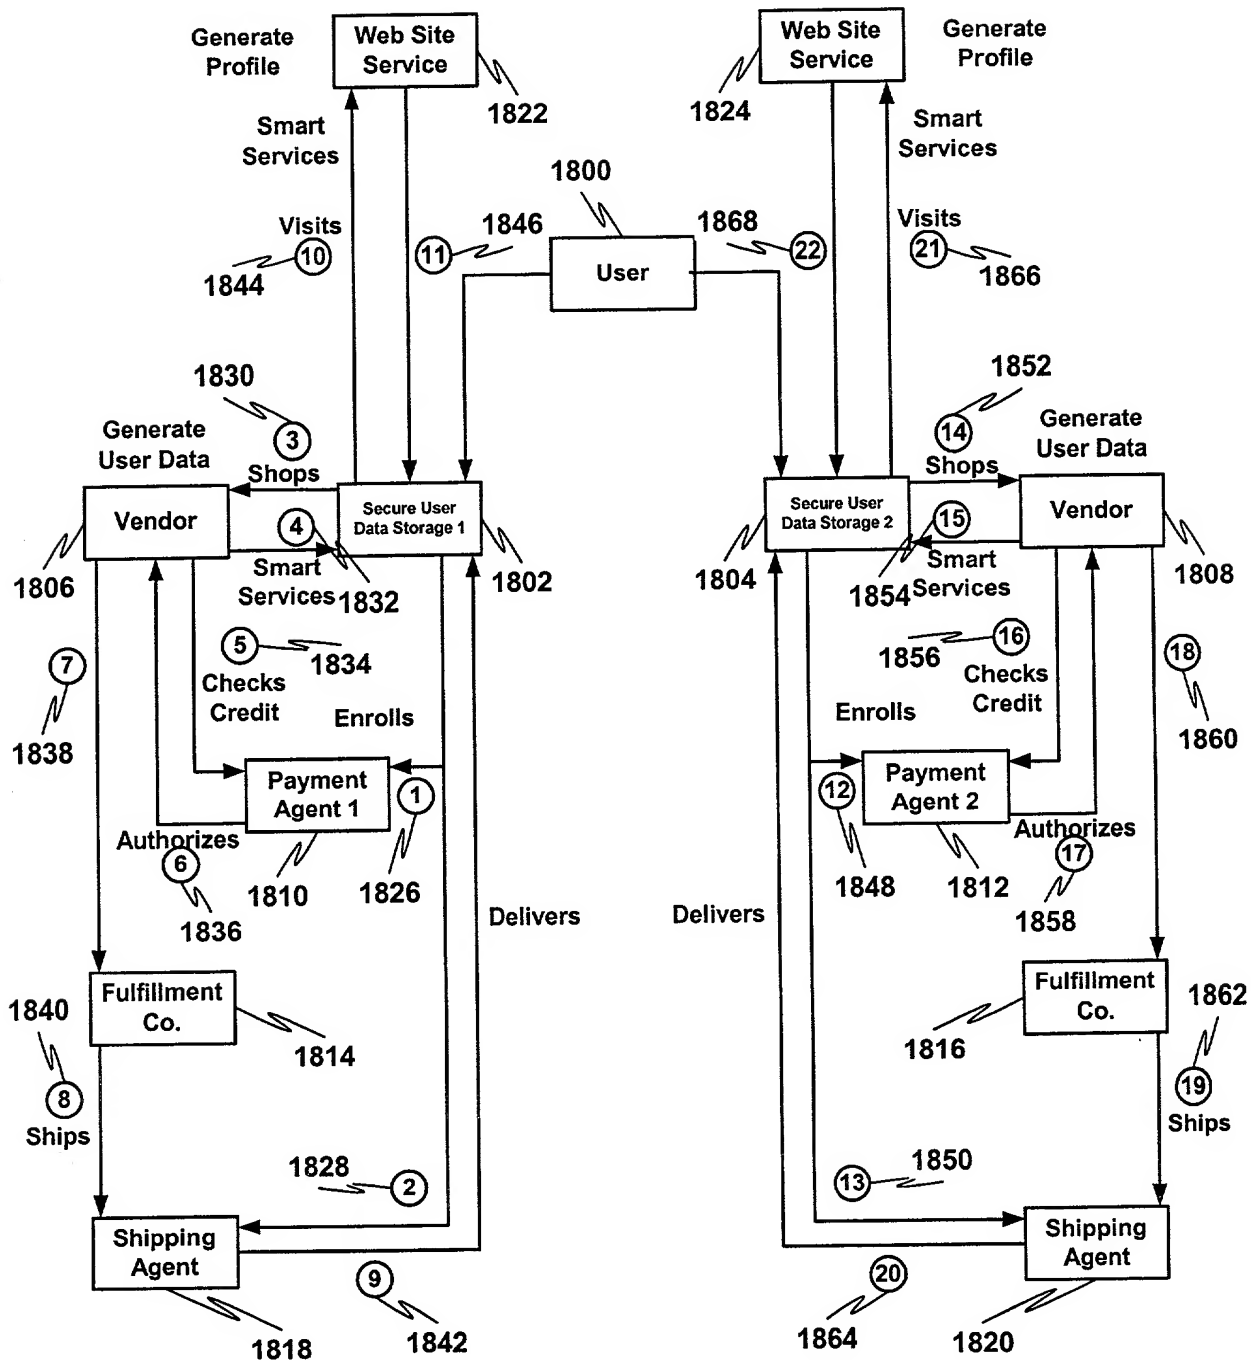 Generate
Profile
Web Site
Service
1822
Smart
Services
Visits
10
1844
11
1846
1800
User
Web Site
Service
Generate
Profile
1824
Smart
Services
Visits
21
1866
1868
22
1830
3
Generate
User Data
Shops
Vendor
1806
Secure User
Data Storage 1
1802
4
Smart
Services
1832
5
1834
Checks
Credit
7
1838
Enrolls
Payment
Agent 1
1
1826
1810
Authorizes
6
1836
Delivers
Fulfillment
Co.
1814
1840
8
Ships
1828
2
Shipping
Agent
9
1818
1842
1852
14
Generate
User Data
Shops
Secure User
Data Storage 2
1804
15
Vendor
1808
Smart
Services
1854
1856
16
Checks
Credit
18
1860
Enrolls
Payment
Agent 2
12
1848
1812
Authorizes
17
1858
Delivers
Fulfillment
Co.
1816
1862
19
Ships
13
1850
Shipping
Agent
20
1864
1820